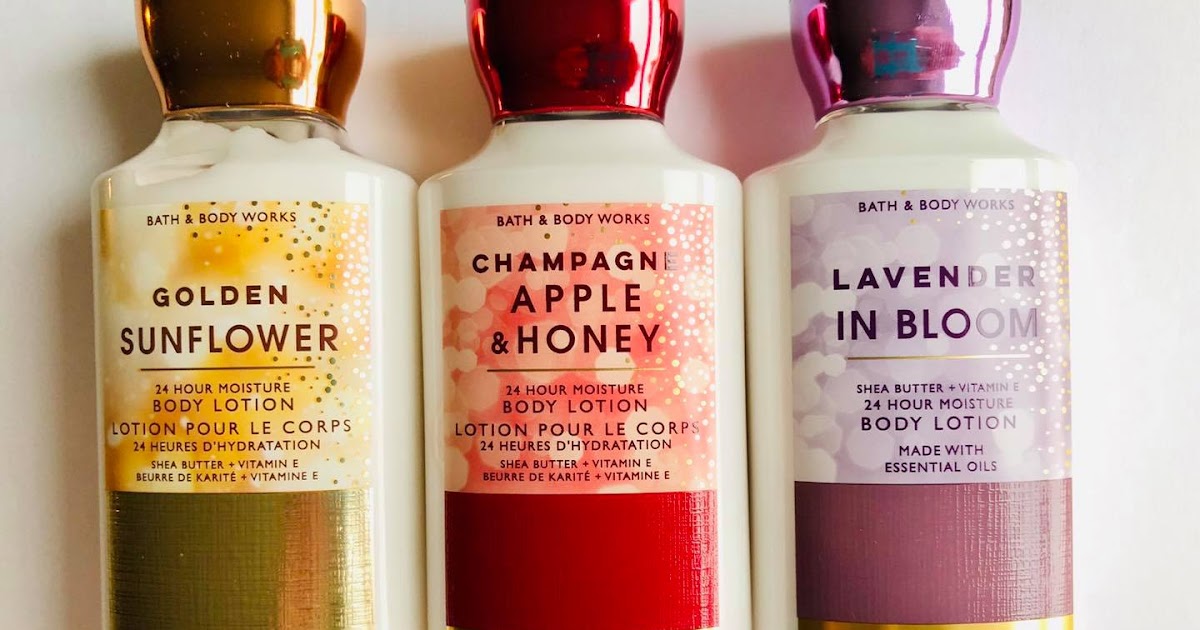 BATH & BODY WORKS
GOLDEN
SUNFLOWER
24 HOUR MOISTURE
BODY LOTION
LOTION POUR LE CORPS
24 HEURES D'HYDRATATION
SHEA BUTTER + VITAMIN E
BEURRE DE KARITÉ + VITAMINE E
BATH & BODY WORKS
CHAMPAGNE
APPLE
& HONEY
24 HOUR MOISTURE
BODY LOTION
LOTION POUR LE CORPS
24 HEURES D'HYDRATATION
SHEA BUTTER + VITAMIN E
BEURRE DE KARITÉ + VITAMINE E
BATH & BODY WORKS
LAVENDER
IN BLOOM
SHEA BUTTER + VITAMIN E
24 HOUR MOISTURE
BODY LOTION
MADE WITH
ESSENTIAL OILS